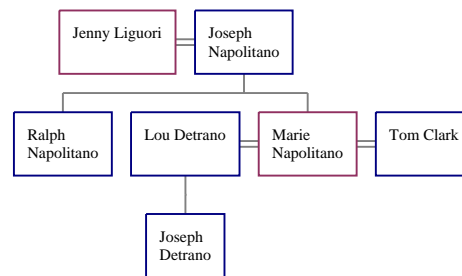 Jenny Liguori
Joseph
Napolitano
Ralph
Napolitano
Lou Detrano
Marie
Napolitano
Tom Clark
Joseph
Detrano